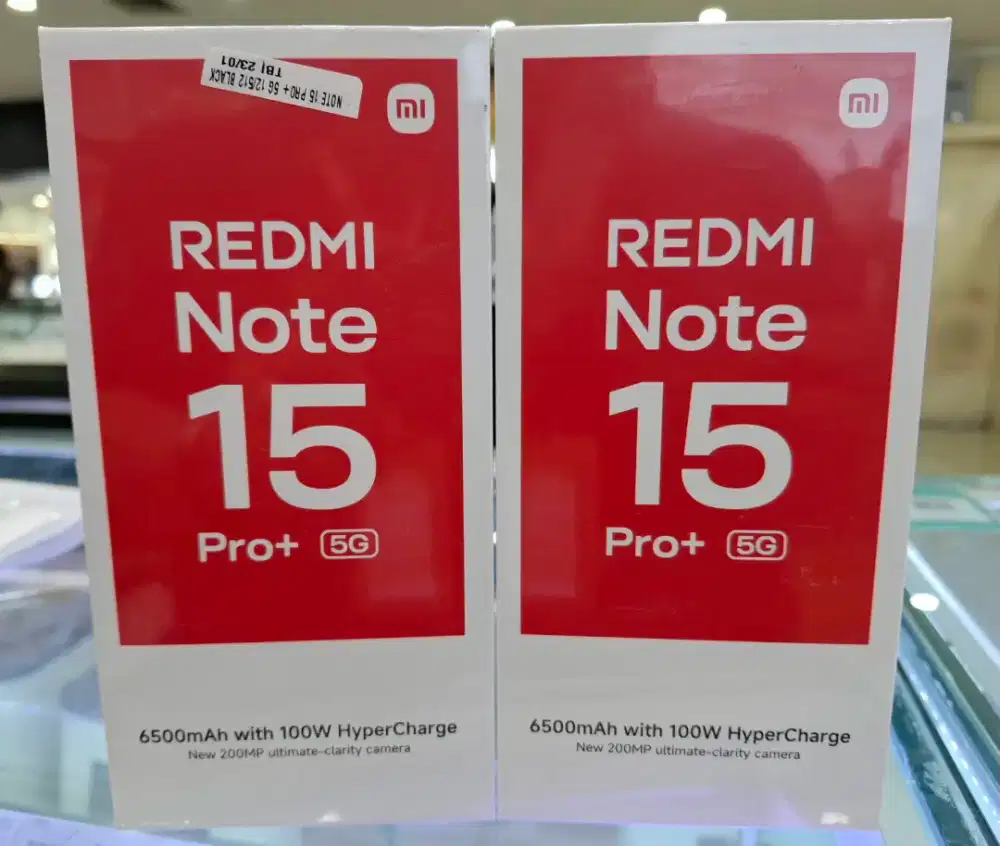 NOTE 15 PRO+ 5G 12/512 BLACK
TBJ 23/01
mi
REDMI
Note
15
Pro+ 5G
6500mAh with 100W HyperCharge
New 200MP ultimate-clarity camera
mi
REDMI
Note
15
Pro+ 5G
6500mAh with 100W HyperCharge
New 200MP ultimate-clarity camera